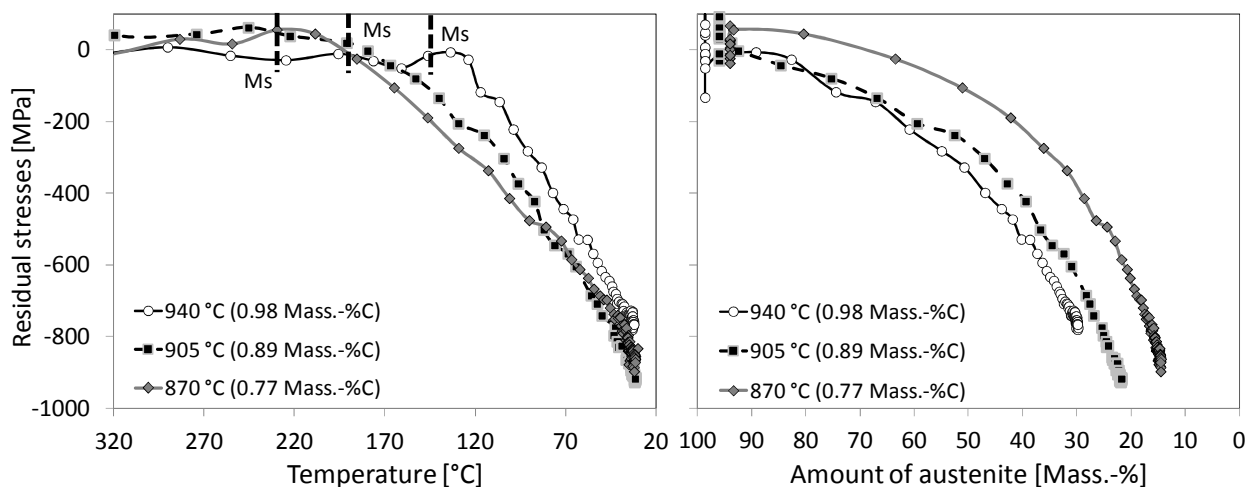 Residual stresses [MPa]
0
-200
-400
-600
-800
-1000
Ms
Ms
Ms
940 °C (0.98 Mass.-%C)
905 °C (0.89 Mass.-%C)
870 °C (0.77 Mass.-%C)
320 270 220 170 120 70 20
Temperature [°C]
940 °C (0.98 Mass.-%C)
905 °C (0.89 Mass.-%C)
870 °C (0.77 Mass.-%C)
100 90 80 70 60 50 40 30 20 10 0
Amount of austenite [Mass.-%]